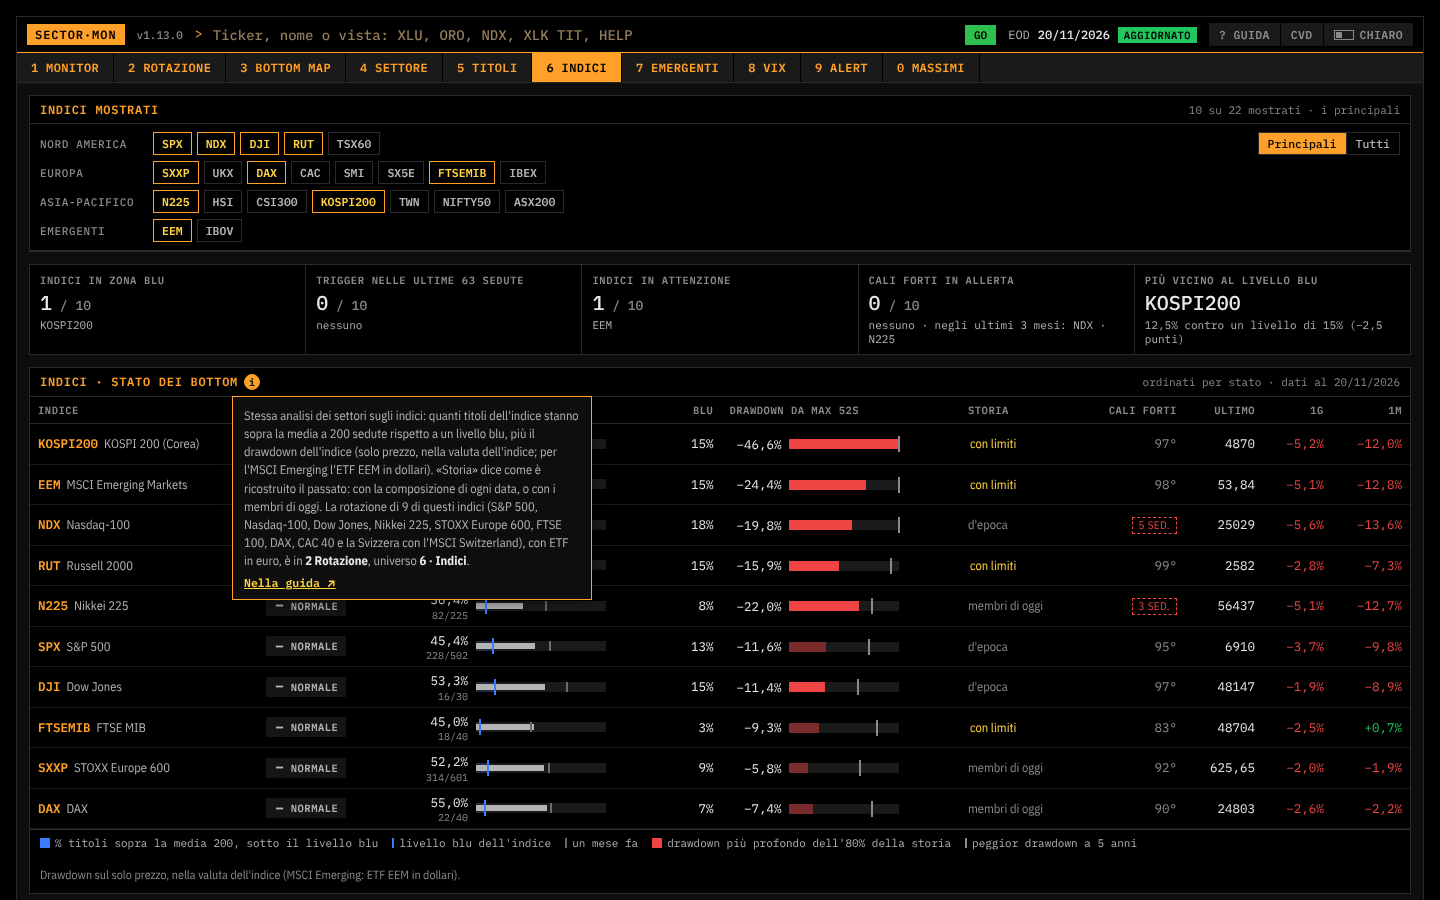 SECTOR·MON v1.13.0 > Ticker, nome o vista: XLU, ORO, NDX, XLK TIT, HELP GO EOD 20/11/2026 AGGIORNATO ? GUIDA CVD CHIARO
1 MONITOR 2 ROTAZIONE 3 BOTTOM MAP 4 SETTORE 5 TITOLI 6 INDICI 7 EMERGENTI 8 VIX 9 ALERT 0 MASSIMI
INDICI MOSTRATI 10 su 22 mostrati · i principali
NORD AMERICA SPX NDX DJI RUT TSX60 Principali Tutti
EUROPA SXXP UKX DAX CAC SMI SX5E FTSEMIB IBEX
ASIA-PACIFICO N225 HSI CSI300 KOSPI200 TWN NIFTY50 ASX200
EMERGENTI EEM IBOV
INDICI IN ZONA BLU
1 / 10
KOSPI200
TRIGGER NELLE ULTIME 63 SEDUTE
0 / 10
nessuno
INDICI IN ATTENZIONE
1 / 10
EEM
CALI FORTI IN ALLERTA
0 / 10
nessuno · negli ultimi 3 mesi: NDX ·
N225
PIÙ VICINO AL LIVELLO BLU
KOSPI200
12,5% contro un livello di 15% (−2,5
punti)
INDICI · STATO DEI BOTTOM i ordinati per stato · dati al 20/11/2026
INDICE BLU DRAWDOWN DA MAX 52S STORIA CALI FORTI ULTIMO 1G 1M
Stessa analisi dei settori sugli indici: quanti titoli dell'indice stanno
sopra la media a 200 sedute rispetto a un livello blu, più il
drawdown dell'indice (solo prezzo, nella valuta dell'indice; per
l'MSCI Emerging l'ETF EEM in dollari). «Storia» dice come è
ricostruito il passato: con la composizione di ogni data, o con i
membri di oggi. La rotazione di 9 di questi indici (S&P 500,
Nasdaq-100, Dow Jones, Nikkei 225, STOXX Europe 600, FTSE
100, DAX, CAC 40 e la Svizzera con l'MSCI Switzerland), con ETF
in euro, è in 2 Rotazione, universo 6 · Indici.
Nella guida ↗
KOSPI200 KOSPI 200 (Corea) 15% −46,6% con limiti 97° 4870 −5,2% −12,0%
EEM MSCI Emerging Markets 15% −24,4% con limiti 98° 53,84 −5,1% −12,8%
NDX Nasdaq-100 18% −19,8% d'epoca 5 SED. 25029 −5,6% −13,6%
RUT Russell 2000 15% −15,9% con limiti 99° 2582 −2,8% −7,3%
N225 Nikkei 225 — NORMALE 82/225 8% −22,0% membri di oggi 3 SED. 56437 −5,1% −12,7%
SPX S&P 500 — NORMALE 45,4% 228/502 13% −11,6% d'epoca 95° 6910 −3,7% −9,8%
DJI Dow Jones — NORMALE 53,3% 16/30 15% −11,4% d'epoca 97° 48147 −1,9% −8,9%
FTSEMIB FTSE MIB — NORMALE 45,0% 18/40 3% −9,3% con limiti 83° 48704 −2,5% +0,7%
SXXP STOXX Europe 600 — NORMALE 52,2% 314/601 9% −5,8% membri di oggi 92° 625,65 −2,0% −1,9%
DAX DAX — NORMALE 55,0% 22/40 7% −7,4% membri di oggi 90° 24803 −2,6% −2,2%
% titoli sopra la media 200, sotto il livello blu livello blu dell'indice un mese fa drawdown più profondo dell'80% della storia peggior drawdown a 5 anni
Drawdown sul solo prezzo, nella valuta dell'indice (MSCI Emerging: ETF EEM in dollari).